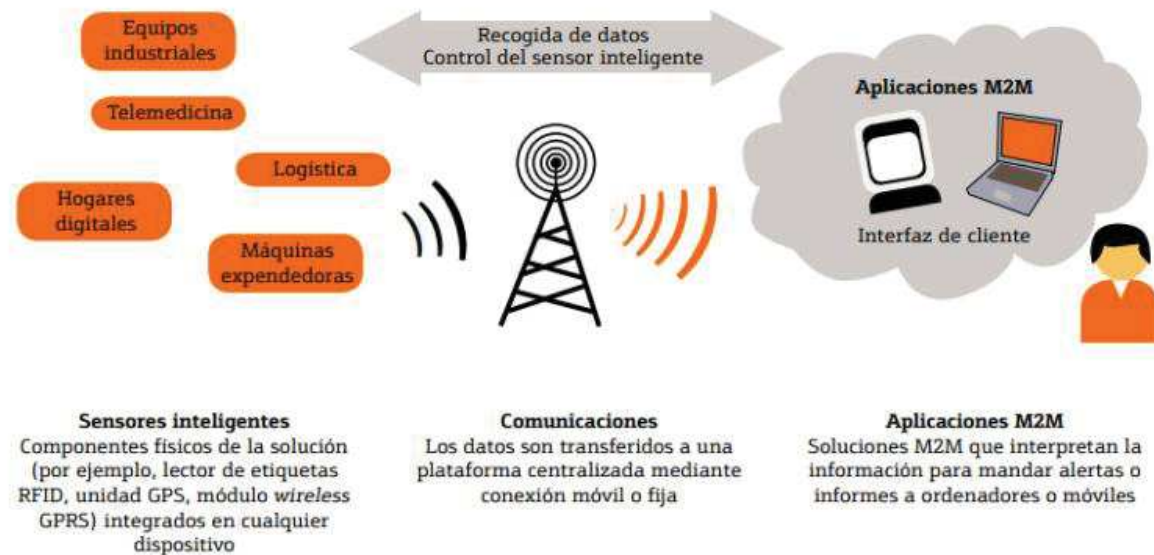 Equipos
industriales
Telemedicina
Logística
Hogares
digitales
Máquinas
expendedoras
Recogida de datos
Control del sensor inteligente
Aplicaciones M2M
Interfaz de cliente
Sensores inteligentes
Componentes físicos de la solución
(por ejemplo, lector de etiquetas
RFID, unidad GPS, módulo wireless
GPRS) integrados en cualquier
dispositivo
Comunicaciones
Los datos son transferidos a una
plataforma centralizada mediante
conexión móvil o fija
Aplicaciones M2M
Soluciones M2M que interpretan la
información para mandar alertas o
informes a ordenadores o móviles